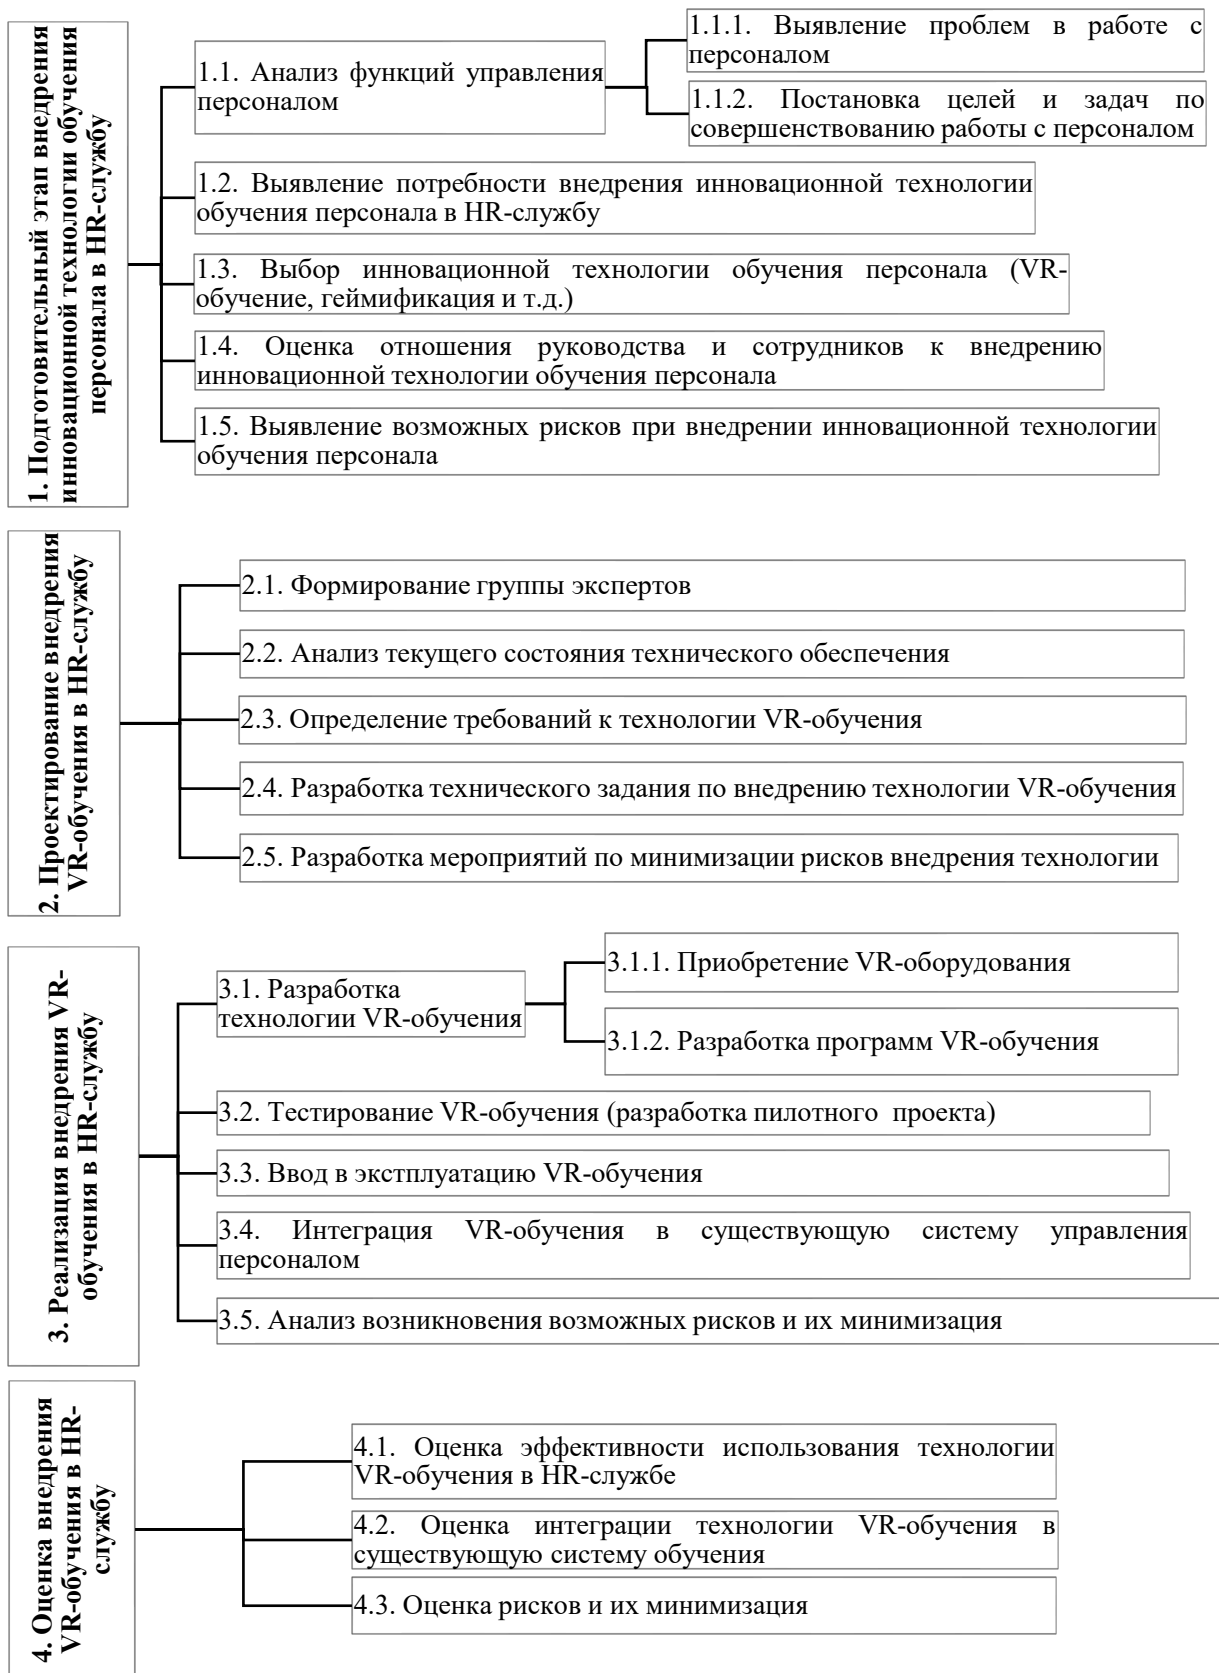 1. Подготовительный этап внедрения
инновационной технологии обучения
персонала в HR-службу
1.1. Анализ функций управления
персоналом
1.1.1. Выявление проблем в работе с
персоналом
1.1.2. Постановка целей и задач по
совершенствованию работы с персоналом
1.2. Выявление потребности внедрения инновационной технологии
обучения персонала в HR-службу
1.3. Выбор инновационной технологии обучения персонала (VR-
обучение, геймификация и т.д.)
1.4. Оценка отношения руководства и сотрудников к внедрению
инновационной технологии обучения персонала
1.5. Выявление возможных рисков при внедрении инновационной технологии
обучения персонала
2. Проектирование внедрения
VR-обучения в HR-службу
2.1. Формирование группы экспертов
2.2. Анализ текущего состояния технического обеспечения
2.3. Определение требований к технологии VR-обучения
2.4. Разработка технического задания по внедрению технологии VR-обучения
2.5. Разработка мероприятий по минимизации рисков внедрения технологии
3. Реализация внедрения VR-
обучения в HR-службу
3.1. Разработка
технологии VR-обучения
3.1.1. Приобретение VR-оборудования
3.1.2. Разработка программ VR-обучения
3.2. Тестирование VR-обучения (разработка пилотного проекта)
3.3. Ввод в экстплуатацию VR-обучения
3.4. Интеграция VR-обучения в существующую систему управления
персоналом
3.5. Анализ возникновения возможных рисков и их минимизация
4. Оценка внедрения
VR-обучения в HR-
службу
4.1. Оценка эффективности использования технологии
VR-обучения в HR-службе
4.2. Оценка интеграции технологии VR-обучения в
существующую систему обучения
4.3. Оценка рисков и их минимизация